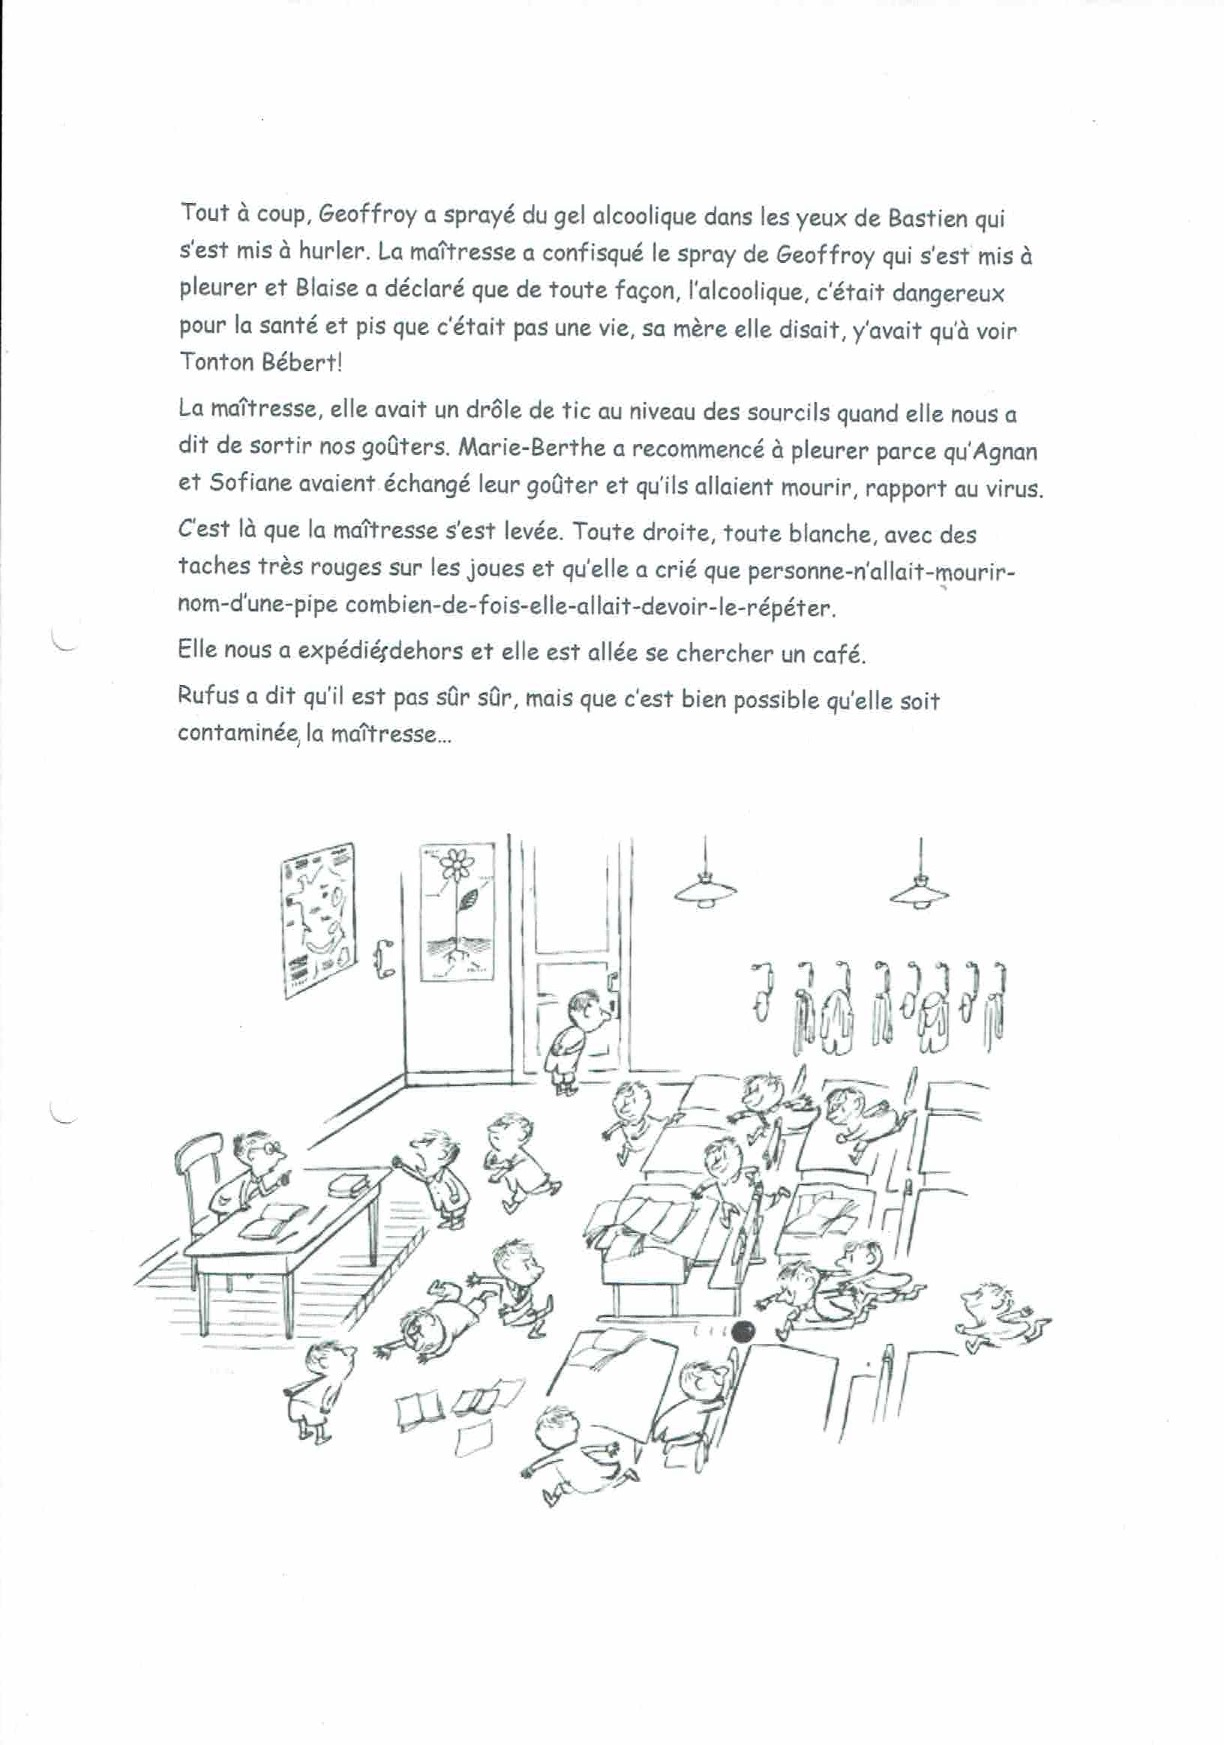 Tout à coup, Geoffroy a sprayé du gel alcoolique dans les yeux de Bastien qui
s'est mis à hurler. La maîtresse a confisqué le spray de Geoffroy qui s'est mis à
pleurer et Blaise a déclaré que de toute façon, l'alcoolique, c'était dangereux
pour la santé et pis que c'était pas une vie, sa mère elle disait, y'avait qu'à voir
Tonton Bébert!
La maîtresse, elle avait un drôle de tic au niveau des sourcils quand elle nous a
dit de sortir nos goûters. Marie-Berthe a recommencé à pleurer parce qu'Agnan
et Sofiane avaient échangé leur goûter et qu'ils allaient mourir, rapport au virus.
C'est là que la maîtresse s'est levée. Toute droite, toute blanche, avec des
taches très rouges sur les joues et qu'elle a crié que personne-n'allait-mourir-
nom-d'une-pipe combien-de-fois-elle-allait-devoir-le-répéter.
Elle nous a expédiés dehors et elle est allée se chercher un café.
Rufus a dit qu'il est pas sûr sûr, mais que c'est bien possible qu'elle soit
contaminée, la maîtresse...